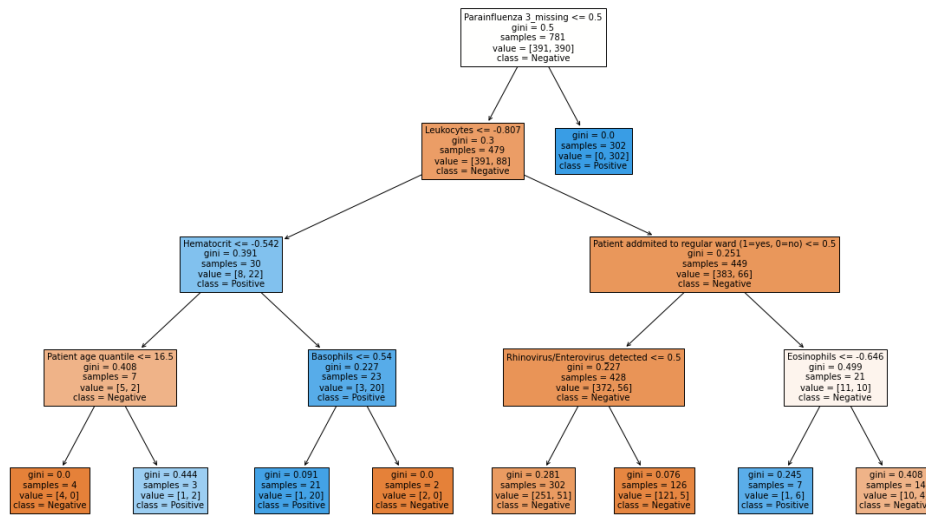 Parainfluenza 3_missing <= 0.5
gini = 0.5
samples = 781
value = [391, 390]
class = Negative
Leukocytes <= -0.807
gini = 0.3
samples = 479
value = [391, 88]
class = Negative
gini = 0.0
samples = 302
value = [0, 302]
class = Positive
Hematocrit <= -0.542
gini = 0.391
samples = 30
value = [8, 22]
class = Positive
Patient addmited to regular ward (1=yes, 0=no) <= 0.5
gini = 0.251
samples = 449
value = [383, 66]
class = Negative
Patient age quantile <= 16.5
gini = 0.408
samples = 7
value = [5, 2]
class = Negative
Basophils <= 0.54
gini = 0.227
samples = 23
value = [3, 20]
class = Positive
Rhinovirus/Enterovirus_detected <= 0.5
gini = 0.227
samples = 428
value = [372, 56]
class = Negative
Eosinophils <= -0.646
gini = 0.499
samples = 21
value = [11, 10]
class = Negative
gini = 0.0
samples = 4
value = [4, 0]
class = Negative
gini = 0.444
samples = 3
value = [1, 2]
class = Positive
gini = 0.091
samples = 21
value = [1, 20]
class = Positive
gini = 0.0
samples = 2
value = [2, 0]
class = Negative
gini = 0.281
samples = 302
value = [251, 51]
class = Negative
gini = 0.076
samples = 126
value = [121, 5]
class = Negative
gini = 0.245
samples = 7
value = [1, 6]
class = Positive
gini = 0.408
samples = 14
value = [10, 4]
class = Negative